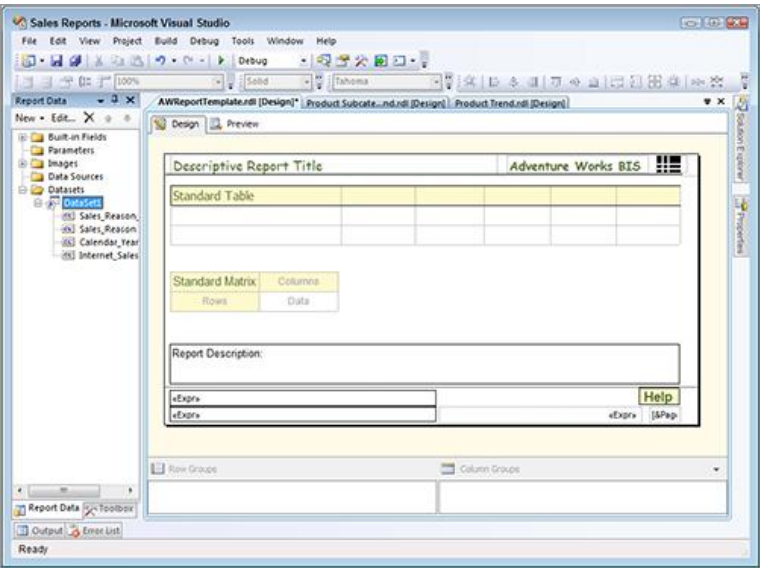 Sales Reports - Microsoft Visual Studio
File Edit View Project Build Debug Tools Window Help
Debug
100% Solid Tahoma
Report Data
AWReportTemplate.rdl [Design]* Product Subcate...nd.rdl [Design] Product Trend.rdl [Design]
New Edit...
Design Preview
Built-in Fields
Parameters
Images
Data Sources
Datasets
DataSet1
Sales_Reason_
Sales_Reason
Calendar_Year
Internet_Sales
Descriptive Report Title Adventure Works BIS
Standard Table
Standard Matrix Columns
Rows Data
Report Description:
«Expr» Help
«Expr» «Expr» [&Pag
Row Groups Column Groups
Solution Explorer
Properties
Report Data Toolbox
Output Error List
Ready